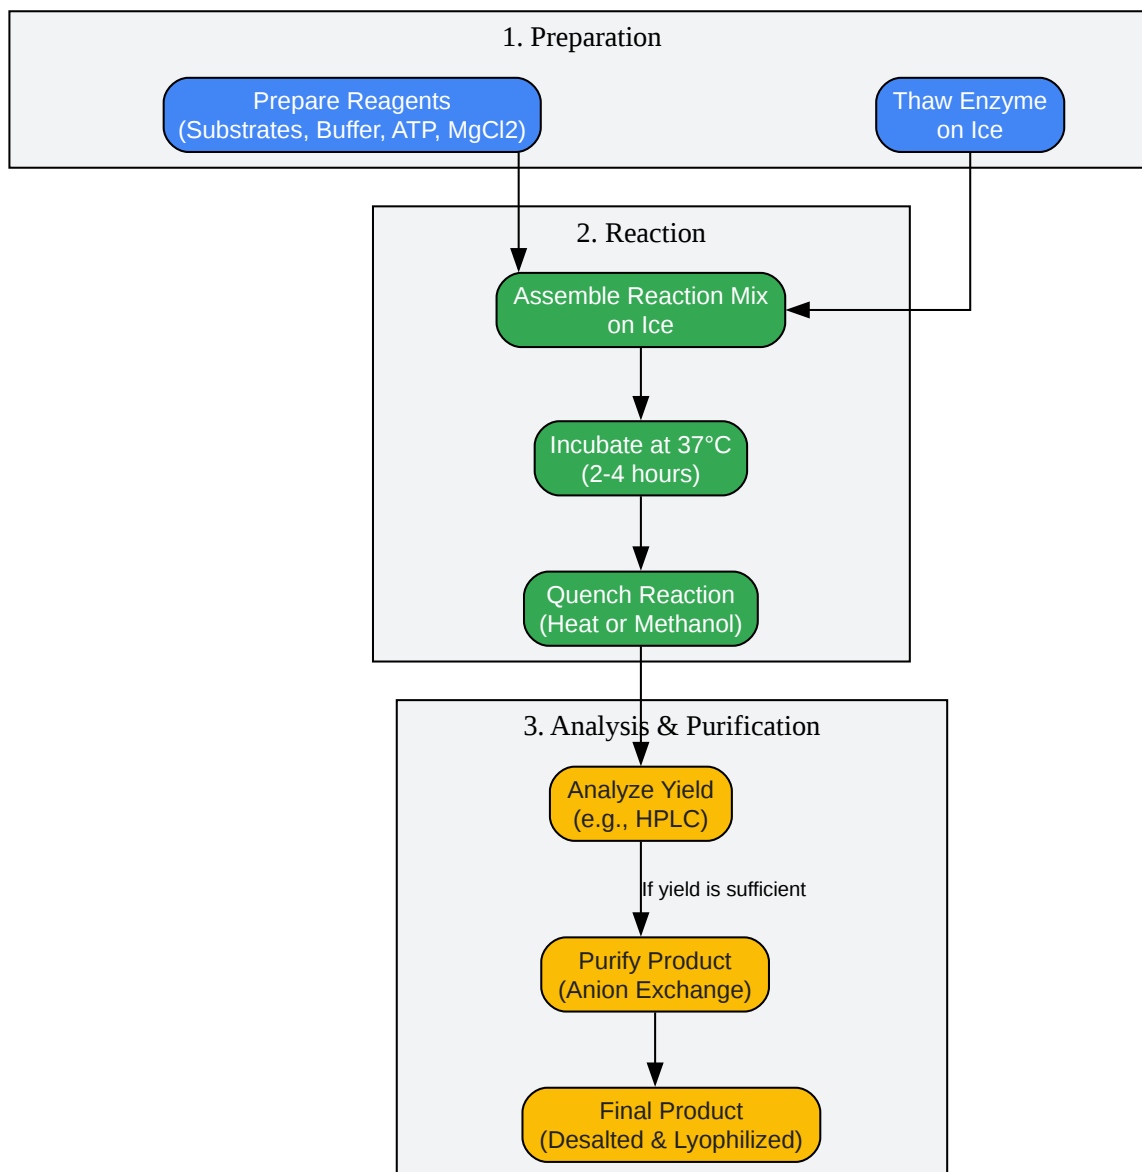 1. Preparation
Prepare Reagents
(Substrates, Buffer, ATP, MgCl2)
Thaw Enzyme
on Ice
2. Reaction
Assemble Reaction Mix
on Ice
Incubate at 37°C
(2-4 hours)
Quench Reaction
(Heat or Methanol)
3. Analysis & Purification
Analyze Yield
(e.g., HPLC)
If yield is sufficient
Purify Product
(Anion Exchange)
Final Product
(Desalted & Lyophilized)